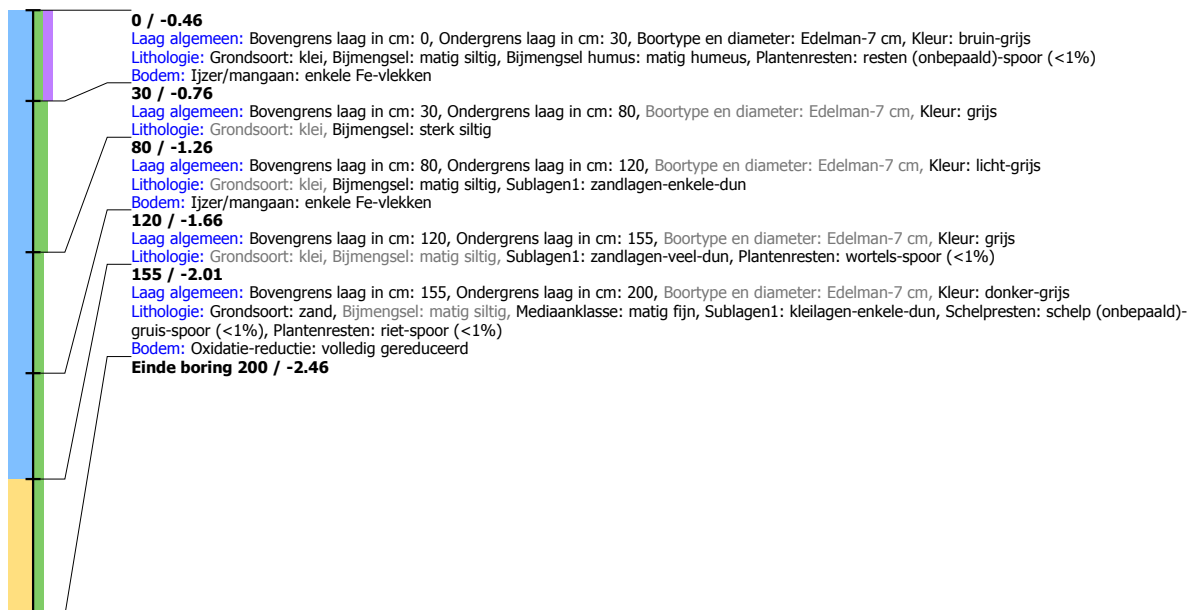 0 / -0.46
Laag algemeen: Bovengrens laag in cm: 0, Ondergrens laag in cm: 30, Boortype en diameter: Edelman-7 cm, Kleur: bruin-grijs
Lithologie: Grondsoort: klei, Bijmengsel: matig siltig, Bijmengsel humus: matig humeus, Plantenresten: resten (onbepaald)-spoor (<1%)
Bodem: Ijzer/mangaan: enkele Fe-vlekken
30 / -0.76
Laag algemeen: Bovengrens laag in cm: 30, Ondergrens laag in cm: 80, Boortype en diameter: Edelman-7 cm, Kleur: grijs
Lithologie: Grondsoort: klei, Bijmengsel: sterk siltig
80 / -1.26
Laag algemeen: Bovengrens laag in cm: 80, Ondergrens laag in cm: 120, Boortype en diameter: Edelman-7 cm, Kleur: licht-grijs
Lithologie: Grondsoort: klei, Bijmengsel: matig siltig, Sublagen1: zandlagen-enkele-dun
Bodem: Ijzer/mangaan: enkele Fe-vlekken
120 / -1.66
Laag algemeen: Bovengrens laag in cm: 120, Ondergrens laag in cm: 155, Boortype en diameter: Edelman-7 cm, Kleur: grijs
Lithologie: Grondsoort: klei, Bijmengsel: matig siltig, Sublagen1: zandlagen-veel-dun, Plantenresten: wortels-spoor (<1%)
155 / -2.01
Laag algemeen: Bovengrens laag in cm: 155, Ondergrens laag in cm: 200, Boortype en diameter: Edelman-7 cm, Kleur: donker-grijs
Lithologie: Grondsoort: zand, Bijmengsel: matig siltig, Mediaanklasse: matig fijn, Sublagen1: kleilagen-enkele-dun, Schelpresten: schelp (onbepaald)-
gruis-spoor (<1%), Plantenresten: riet-spoor (<1%)
Bodem: Oxidatie-reductie: volledig gereduceerd
Einde boring 200 / -2.46